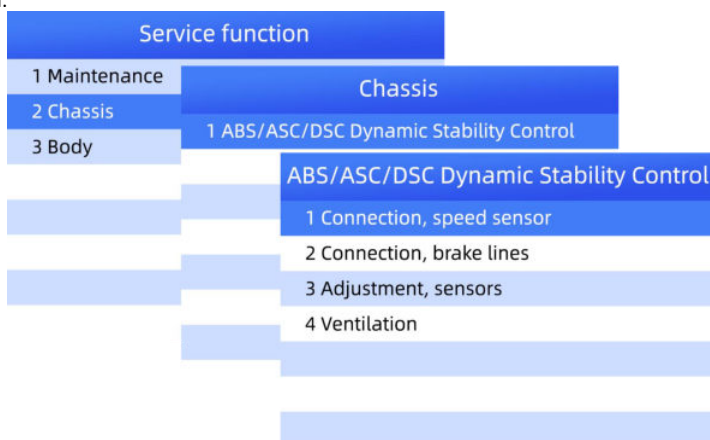 Service function
1 Maintenance
2 Chassis
3 Body
Chassis
1 ABS/ASC/DSC Dynamic Stability Control
ABS/ASC/DSC Dynamic Stability Control
1 Connection, speed sensor
2 Connection, brake lines
3 Adjustment, sensors
4 Ventilation